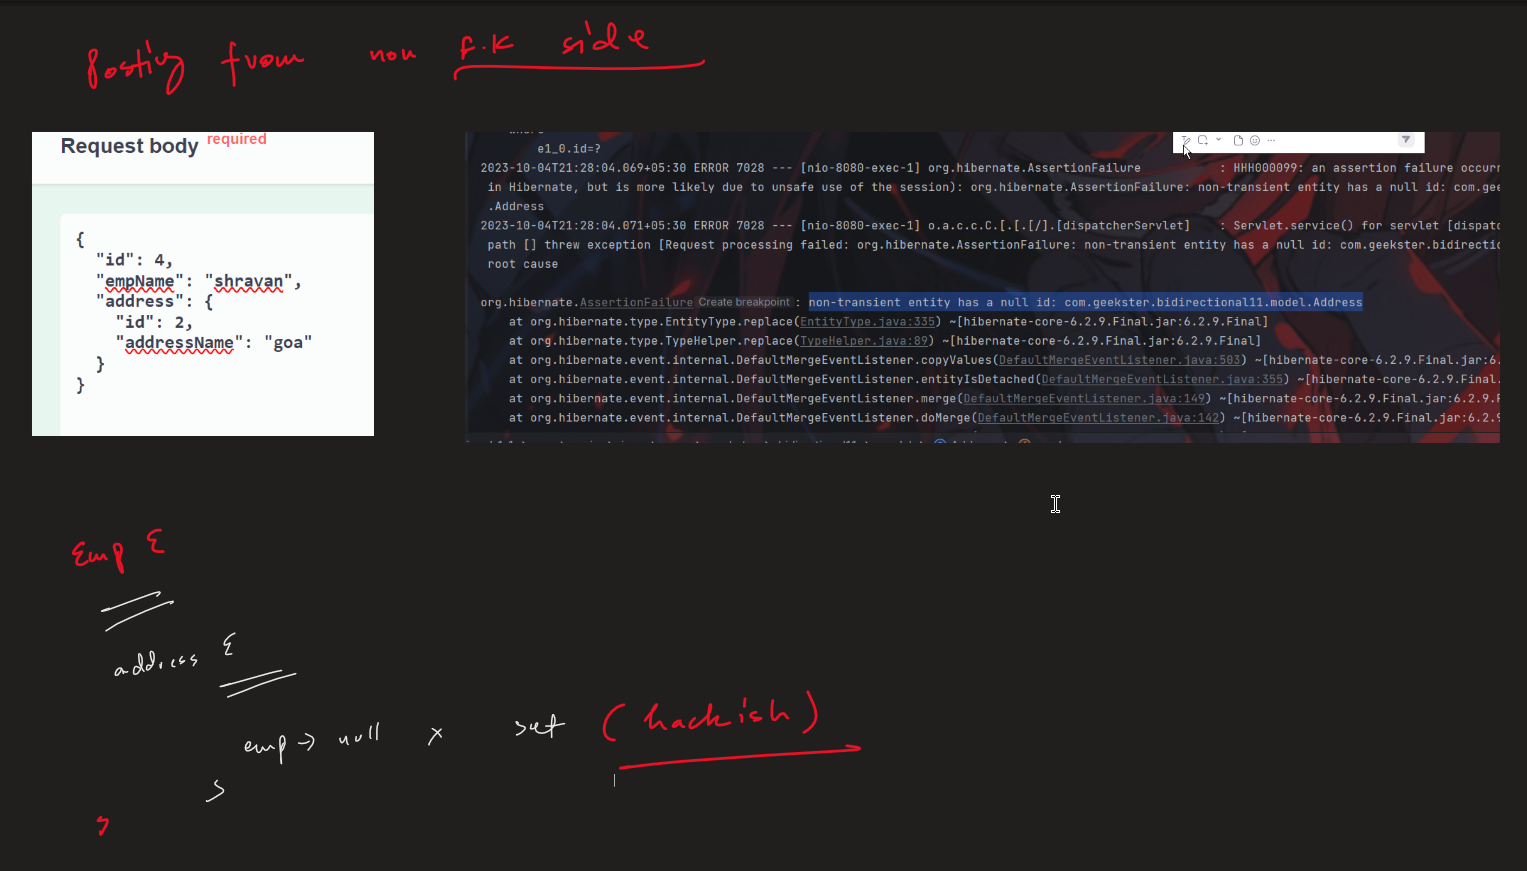 Posting from non F.K side
Request body required
{
"id": 4,
"empName": "shravan",
"address": {
"id": 2,
"addressName": "goa"
}
}
e1_0.id=?
2023-10-04T21:28:04.069+05:30 ERROR 7028 --- [nio-8080-exec-1] org.hibernate.AssertionFailure : HHH000099: an assertion failure occurr
in Hibernate, but is more likely due to unsafe use of the session): org.hibernate.AssertionFailure: non-transient entity has a null id: com.gee
.Address
2023-10-04T21:28:04.071+05:30 ERROR 7028 --- [nio-8080-exec-1] o.a.c.c.C.[.[.[/].[dispatcherServlet] : Servlet.service() for servlet [dispatc
path [] threw exception [Request processing failed: org.hibernate.AssertionFailure: non-transient entity has a null id: com.geekster.bidirectio
root cause
org.hibernate.AssertionFailure Create breakpoint : non-transient entity has a null id: com.geekster.bidirectional11.model.Address
at org.hibernate.type.EntityType.replace(EntityType.java:335) ~[hibernate-core-6.2.9.Final.jar:6.2.9.Final]
at org.hibernate.type.TypeHelper.replace(TypeHelper.java:89) ~[hibernate-core-6.2.9.Final.jar:6.2.9.Final]
at org.hibernate.event.internal.DefaultMergeEventListener.copyValues(DefaultMergeEventListener.java:503) ~[hibernate-core-6.2.9.Final.jar:6.
at org.hibernate.event.internal.DefaultMergeEventListener.entityIsDetached(DefaultMergeEventListener.java:355) ~[hibernate-core-6.2.9.Final.
at org.hibernate.event.internal.DefaultMergeEventListener.merge(DefaultMergeEventListener.java:149) ~[hibernate-core-6.2.9.Final.jar:6.2.9.F
at org.hibernate.event.internal.DefaultMergeEventListener.doMerge(DefaultMergeEventListener.java:142) ~[hibernate-core-6.2.9.Final.jar:6.2.9
Emp {
address {
emp -> null x set (hackish)
}
}